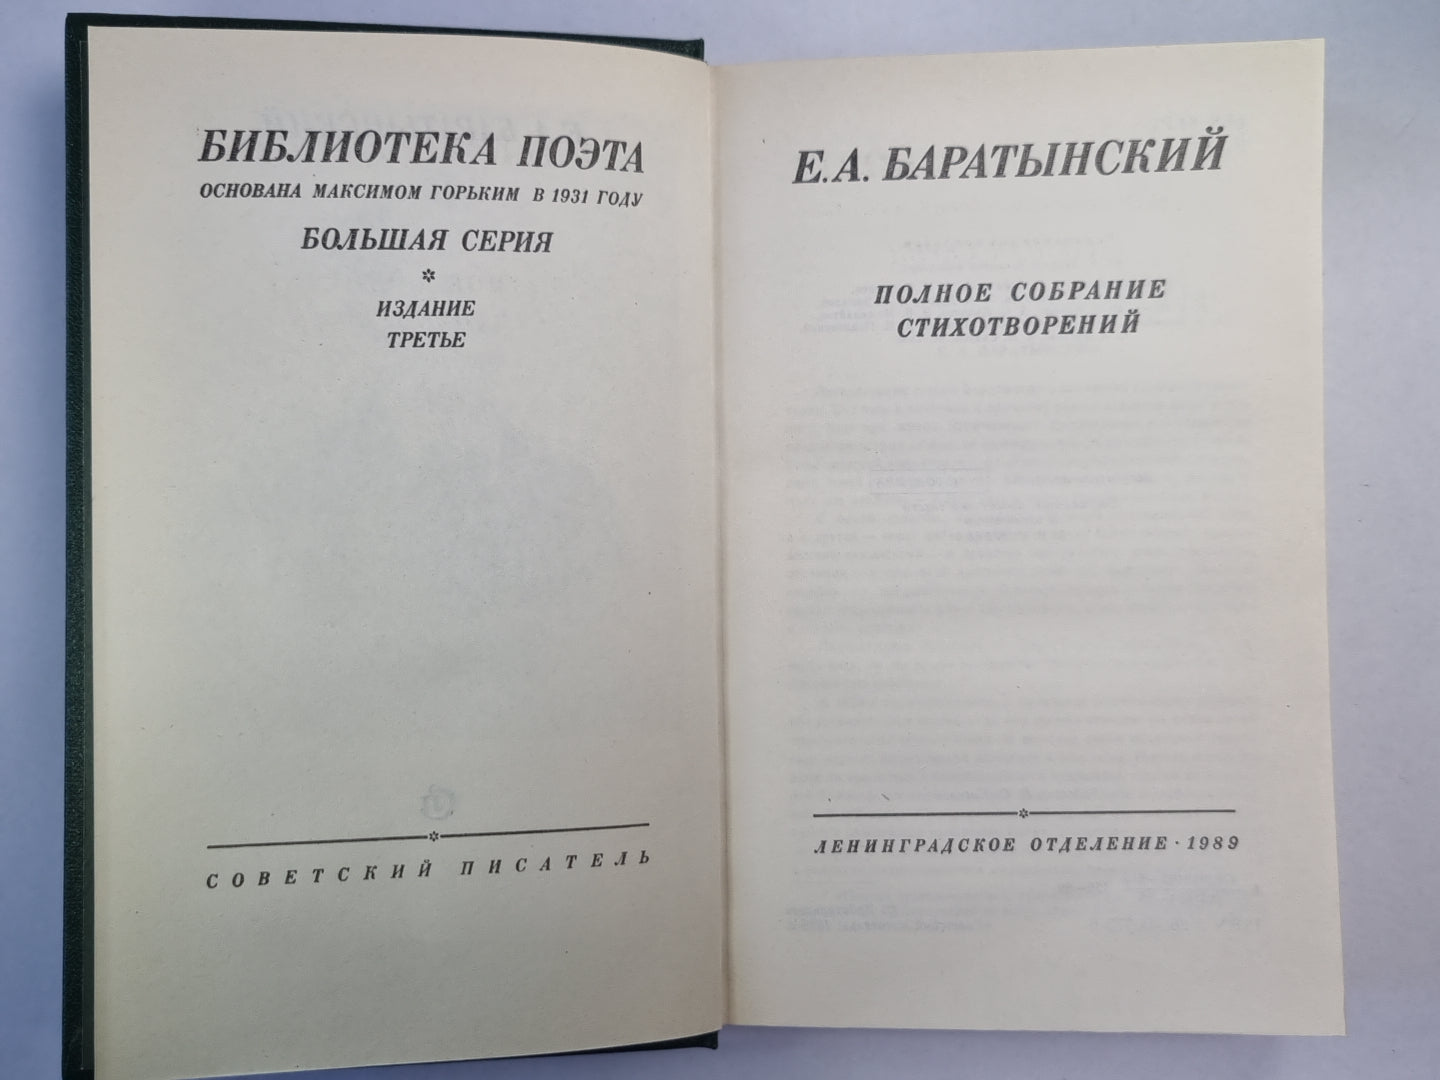 БИБЛИОТЕКА ПОЭТА
ОСНОВАНА МАКСИМОМ ГОРЬКИМ В 1931 ГОДУ
БОЛЬШАЯ СЕРИЯ
*
ИЗДАНИЕ
ТРЕТЬЕ
СОВЕТСКИЙ ПИСАТЕЛЬ
Е.А. БАРАТЫНСКИЙ
ПОЛНОЕ СОБРАНИЕ
СТИХОТВОРЕНИЙ
ЛЕНИНГРАДСКОЕ ОТДЕЛЕНИЕ · 1989